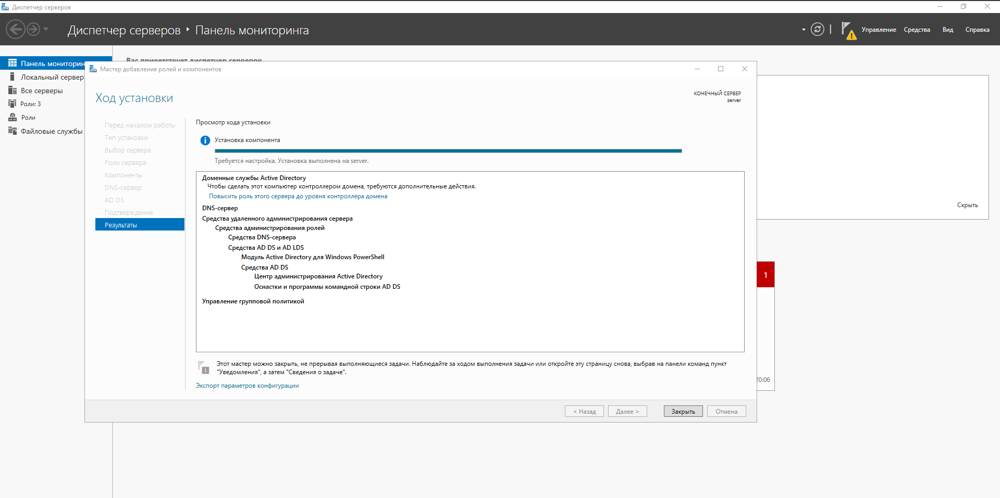 Диспетчер серверов
Диспетчер серверов ‣ Панель мониторинга
Управление Средства Вид Справка
Панель мониторин
Локальный сервер
Все серверы
Роли: 3
Роли
Файловые службы
Вас приветствует диспетчер серверов
Мастер добавления ролей и компонентов
Ход установки
КОНЕЧНЫЙ СЕРВЕР
server
Перед началом работы
Тип установки
Выбор сервера
Роли сервера
Компоненты
DNS-сервер
AD DS
Подтверждение
Результаты
Просмотр хода установки
Установка компонента
Требуется настройка. Установка выполнена на server.
Доменные службы Active Directory
Чтобы сделать этот компьютер контроллером домена, требуются дополнительные действия.
Повысить роль этого сервера до уровня контроллера домена
DNS-сервер
Средства удаленного администрирования сервера
Средства администрирования ролей
Средства DNS-сервера
Средства AD DS и AD LDS
Модуль Active Directory для Windows PowerShell
Средства AD DS
Центр администрирования Active Directory
Оснастки и программы командной строки AD DS
Управление групповой политикой
1
Этот мастер можно закрыть, не прерывая выполняющиеся задачи. Наблюдайте за ходом выполнения задачи или откройте эту страницу снова, выбрав на панели команд пункт
"Уведомления", а затем "Сведения о задаче".
Экспорт параметров конфигурации
< Назад Далее > Закрыть Отмена
Скрыть
1
20:06